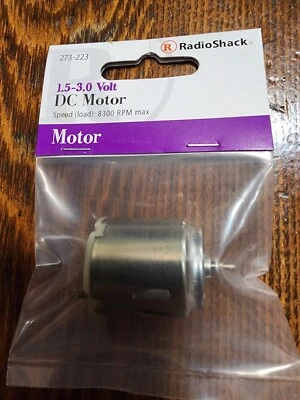 273-223
R RadioShack®
1.5-3.0 Volt
DC Motor
Speed (load): 8300 RPM max
Motor